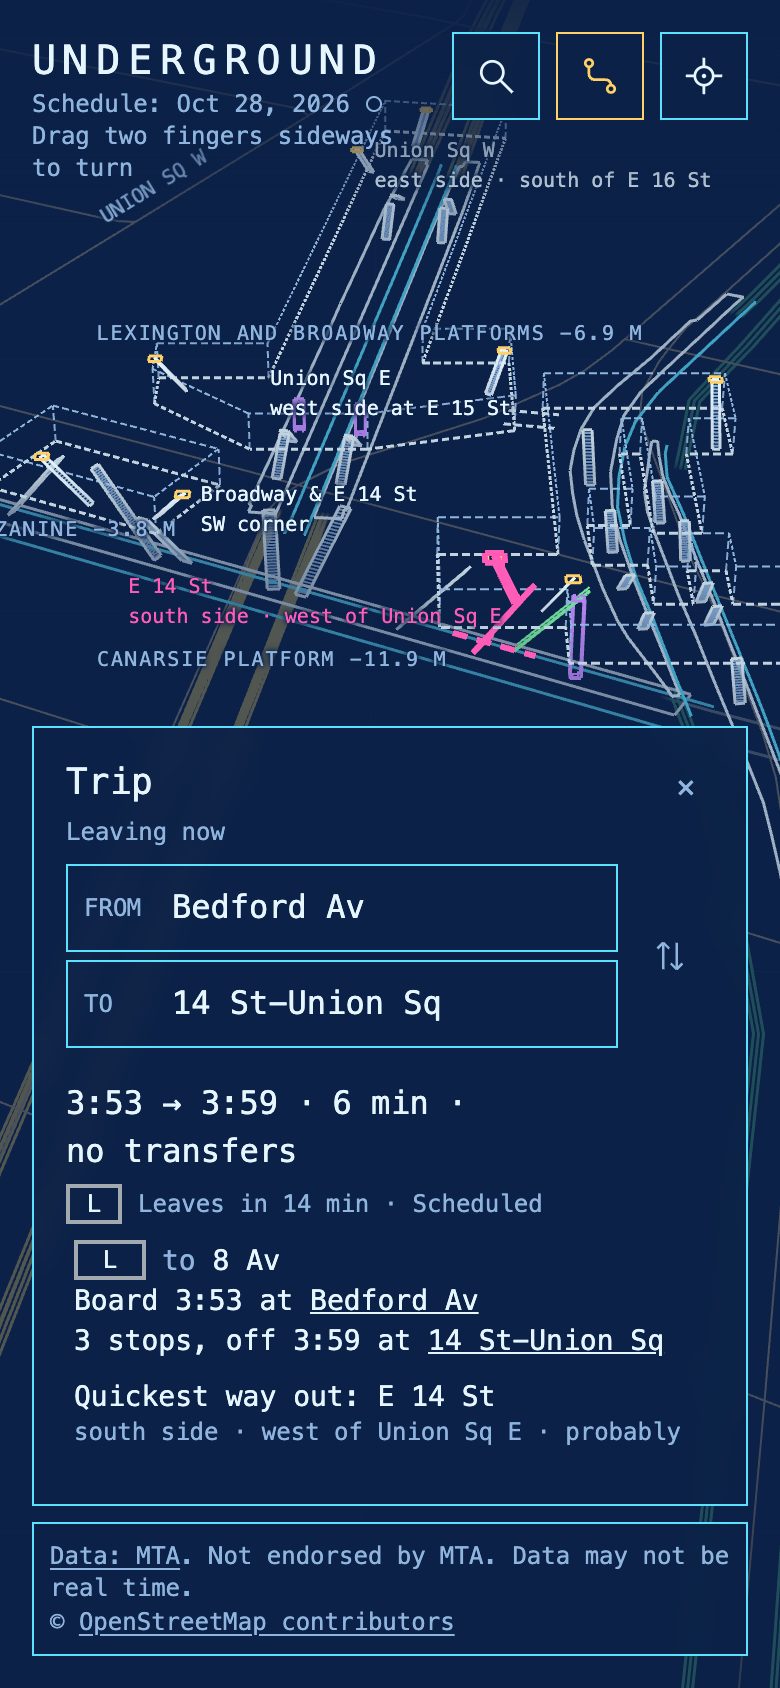 UNDERGROUND
Schedule: Oct 28, 2026
Drag two fingers sideways
to turn
UNION SQ W
Union Sq W
east side · south of E 16 St
LEXINGTON AND BROADWAY PLATFORMS −6.9 M
Union Sq E
west side at E 15 St
Broadway & E 14 St
SW corner
ZANINE −3.8 M
E 14 St
south side · west of Union Sq E
CANARSIE PLATFORM −11.9 M
Trip
×
Leaving now
FROM Bedford Av
TO 14 St–Union Sq
3:53 → 3:59 · 6 min ·
no transfers
L Leaves in 14 min · Scheduled
L to 8 Av
Board 3:53 at Bedford Av
3 stops, off 3:59 at 14 St–Union Sq
Quickest way out: E 14 St
south side · west of Union Sq E · probably
Data: MTA. Not endorsed by MTA. Data may not be
real time.
© OpenStreetMap contributors